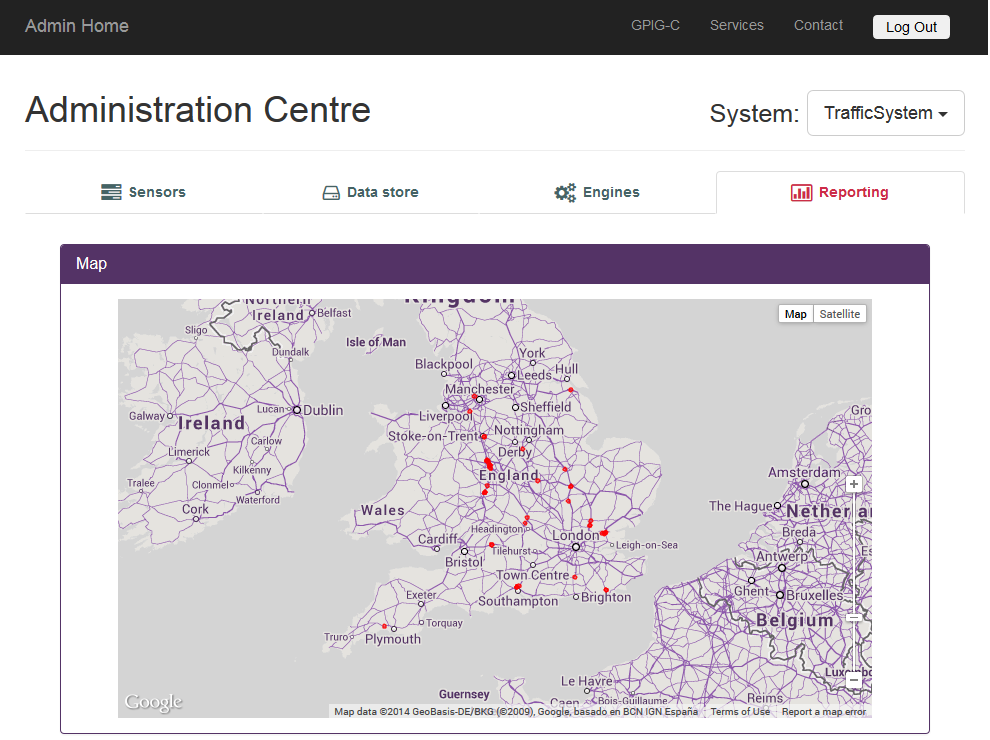 Admin Home
GPIG-C
Services
Contact
Log Out
Administration Centre
System:
TrafficSystem
Sensors
Data store
Engines
Reporting
Map
Kingdom
Northern
Ireland
Belfast
Map
Satellite
Sligo
Isle of Man
Dundalk
York
Blackpool
Leeds
Hull
Manchester
Galway
Lucan
Dublin
Liverpool
Sheffield
Gro
Ireland
Stoke-on-Trent
Nottingham
Carlow
Limerick
Derby
Kilkenny
England
Amsterdam
Tralee
Clonmel
Waterford
The Hague
Cork
Wales
Netherlan
Headington
Breda
Cardiff
London
Leigh-on-Sea
Tilehurst
Es
Bristol
Antwerp
Town Centre
Ghent
Bruxelles
Exeter
Southampton
Brighton
Torquay
Belgium
Truro
Plymouth
Luxembo
Le Havre
Guernsey
Reims
Caen
Bois-Guillaume
Google
Map data ©2014 GeoBasis-DE/BKG (©2009), Google, basado en BCN IGN España
Terms of Use
Report a map error